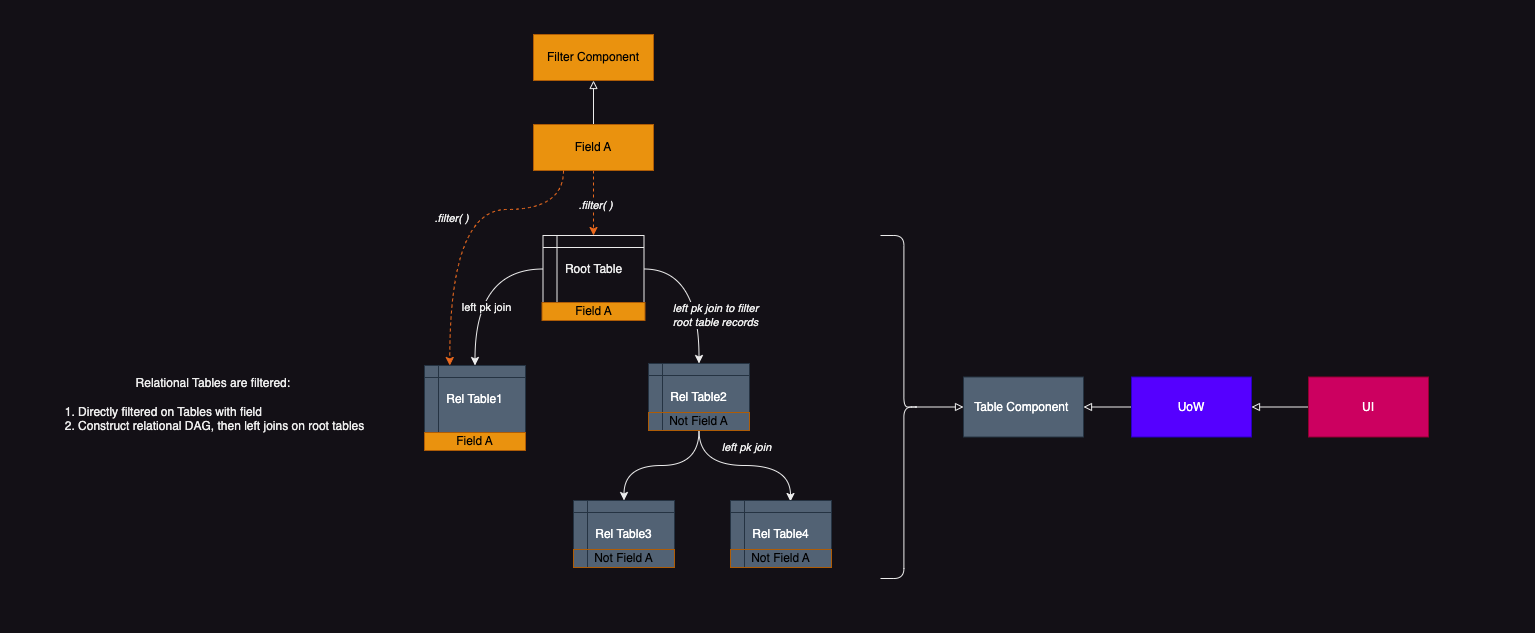 Filter Component
Field A
.filter( )
.filter( )
Root Table
Field A
left pk join
left pk join to filter
root table records
Rel Table1
Field A
Rel Table2
Not Field A
left pk join
Rel Table3
Not Field A
Rel Table4
Not Field A
Relational Tables are filtered:
1. Directly filtered on Tables with field
2. Construct relational DAG, then left joins on root tables
Table Component
UoW
UI